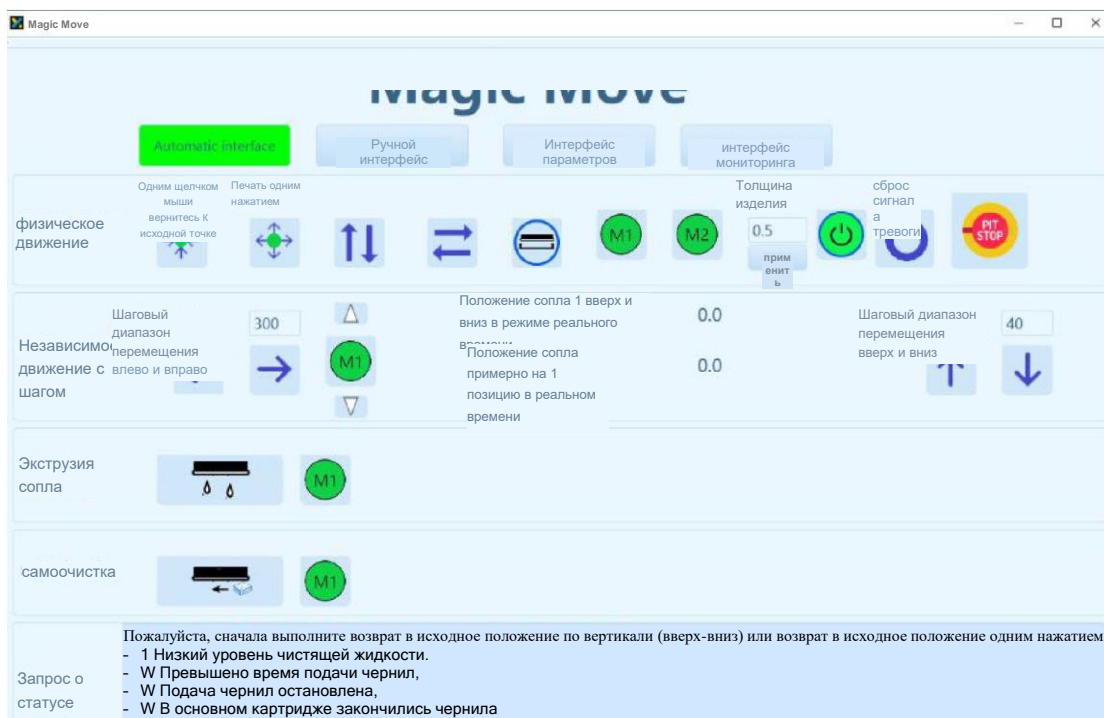 Magic Move
Magic Move
Automatic interface
Ручной
интерфейс
Интерфейс
параметров
интерфейс
мониторинга
физическое
движение
Одним щелчком
мыши
вернитесь К
исходной точке
Печать одним
нажатием
M1
M2
Толщина
изделия
0.5
прим
енит
ь
сброс
сигнал
а
тревоги
PIT
STOP
Независимое
движение с
шагом
Шаговый
диапазон
перемещения
влево и вправо
300
M1
Положение сопла 1 вверх и
вниз в режиме реального
времени
0.0
Положение сопла
примерно на 1
позицию в реальном
времени
0.0
Шаговый диапазон
перемещения
вверх и вниз
40
Экструзия
сопла
M1
самоочистка
M1
Запрос о
статусе
Пожалуйста, сначала выполните возврат в исходное положение по вертикали (вверх-вниз) или возврат в исходное положение одним нажатием
- 1 Низкий уровень чистящей жидкости.
- W Превышено время подачи чернил,
- W Подача чернил остановлена,
- W В основном картридже закончились чернила